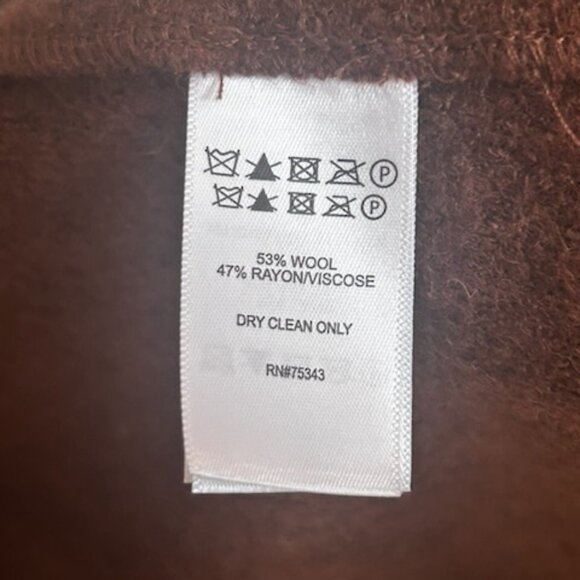 P
P
53% WOOL
47% RAYON/VISCOSE
DRY CLEAN ONLY
RN#75343